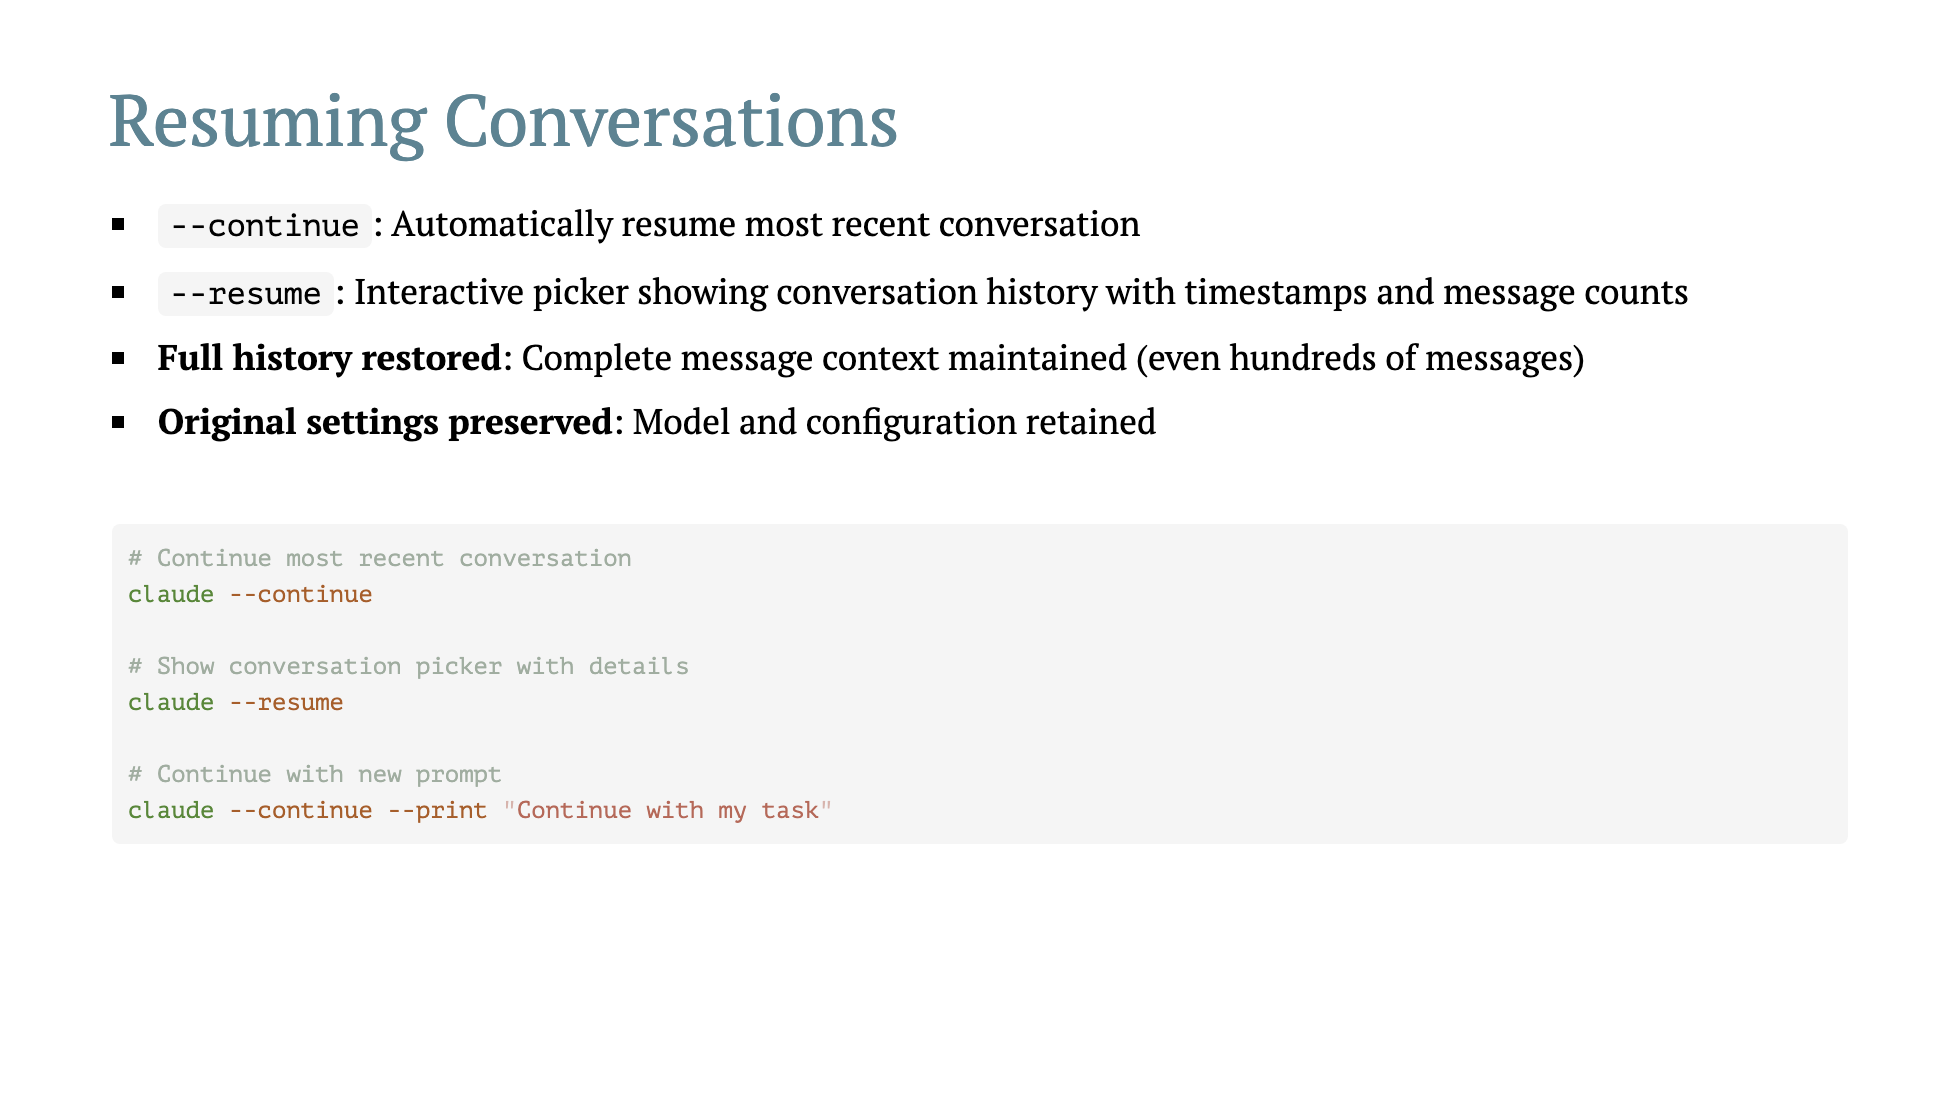 Resuming Conversations
▪ --continue: Automatically resume most recent conversation
▪ --resume: Interactive picker showing conversation history with timestamps and message counts
▪ Full history restored: Complete message context maintained (even hundreds of messages)
▪ Original settings preserved: Model and configuration retained
# Continue most recent conversation
claude --continue
# Show conversation picker with details
claude --resume
# Continue with new prompt
claude --continue --print "Continue with my task"